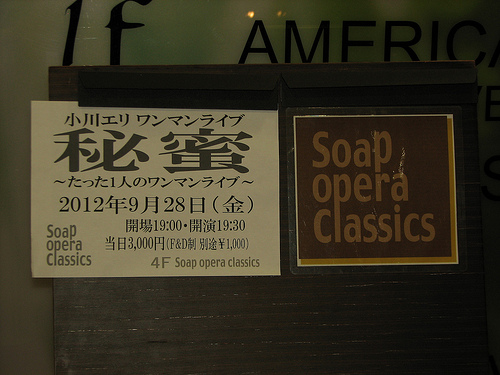 If
AMERIC
小川エリ ワンマンライブ
秘蜜
～たった1人のワンマンライブ～
2012年9月28日(金)
開場19:00・開演19:30
当日3,000円(F&D制 別途¥1,000)
4F Soap opera classics
Soap
opera
Classics
Soap
opera
Classics